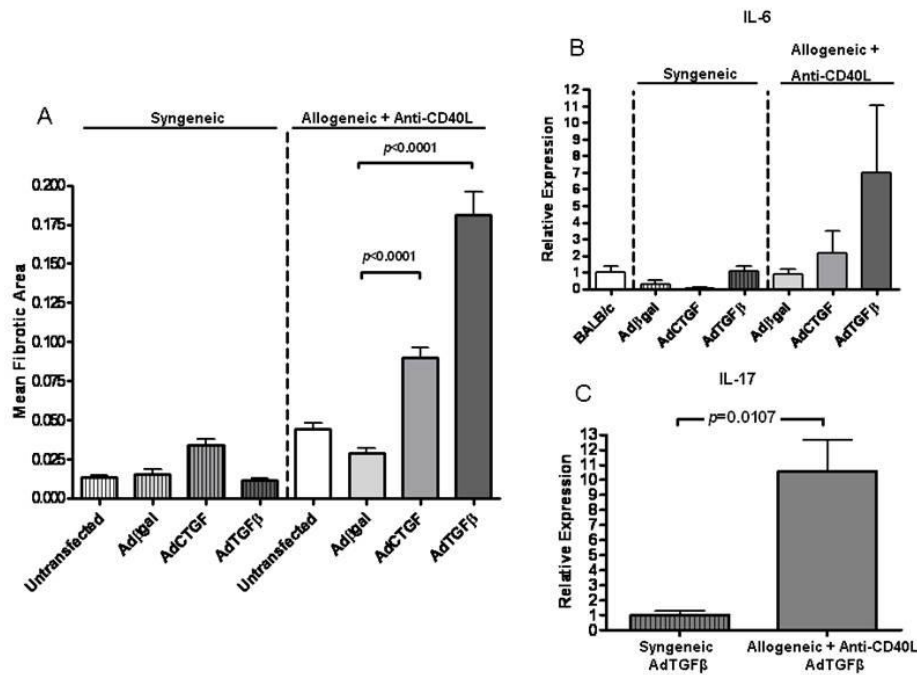 A
Syngeneic
Allogeneic + Anti-CD40L
p<0.0001
p<0.0001
Mean Fibrotic Area
0.200
0.175
0.150
0.125
0.100
0.075
0.050
0.025
0.000
Untransfected
Adβgal
AdCTGF
AdTGFβ
Untransfected
Adβgal
AdCTGF
AdTGFβ
IL-6
B
Allogeneic +
Syngeneic
Anti-CD40L
Relative Expression
12
11
10
9
8
7
6
5
4
3
2
1
0
BALB/c
Adβgal
AdCTGF
AdTGFβ
Adβgal
AdCTGF
AdTGFβ
IL-17
C
p=0.0107
Relative Expression
13
12
11
10
9
8
7
6
5
4
3
2
1
0
Syngeneic
AdTGFβ
Allogeneic + Anti-CD40L
AdTGFβ